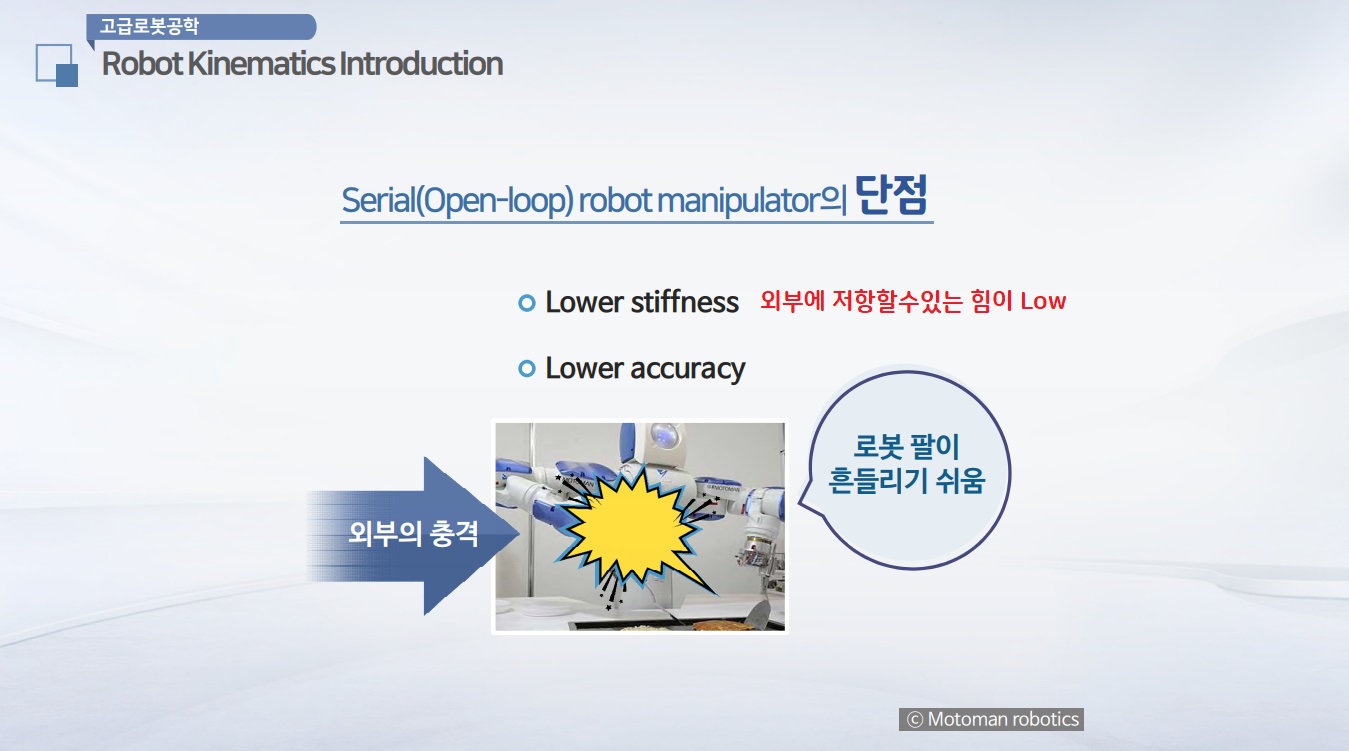 고급로봇공학
Robot Kinematics Introduction
Serial(Open-loop) robot manipulator의 단점
Lower stiffness 외부에 저항할수있는 힘이 Low
Lower accuracy
로봇 팔이
흔들리기 쉬움
외부의 충격
MOTOMAN
MOTOMAN
ⓒ Motoman robotics